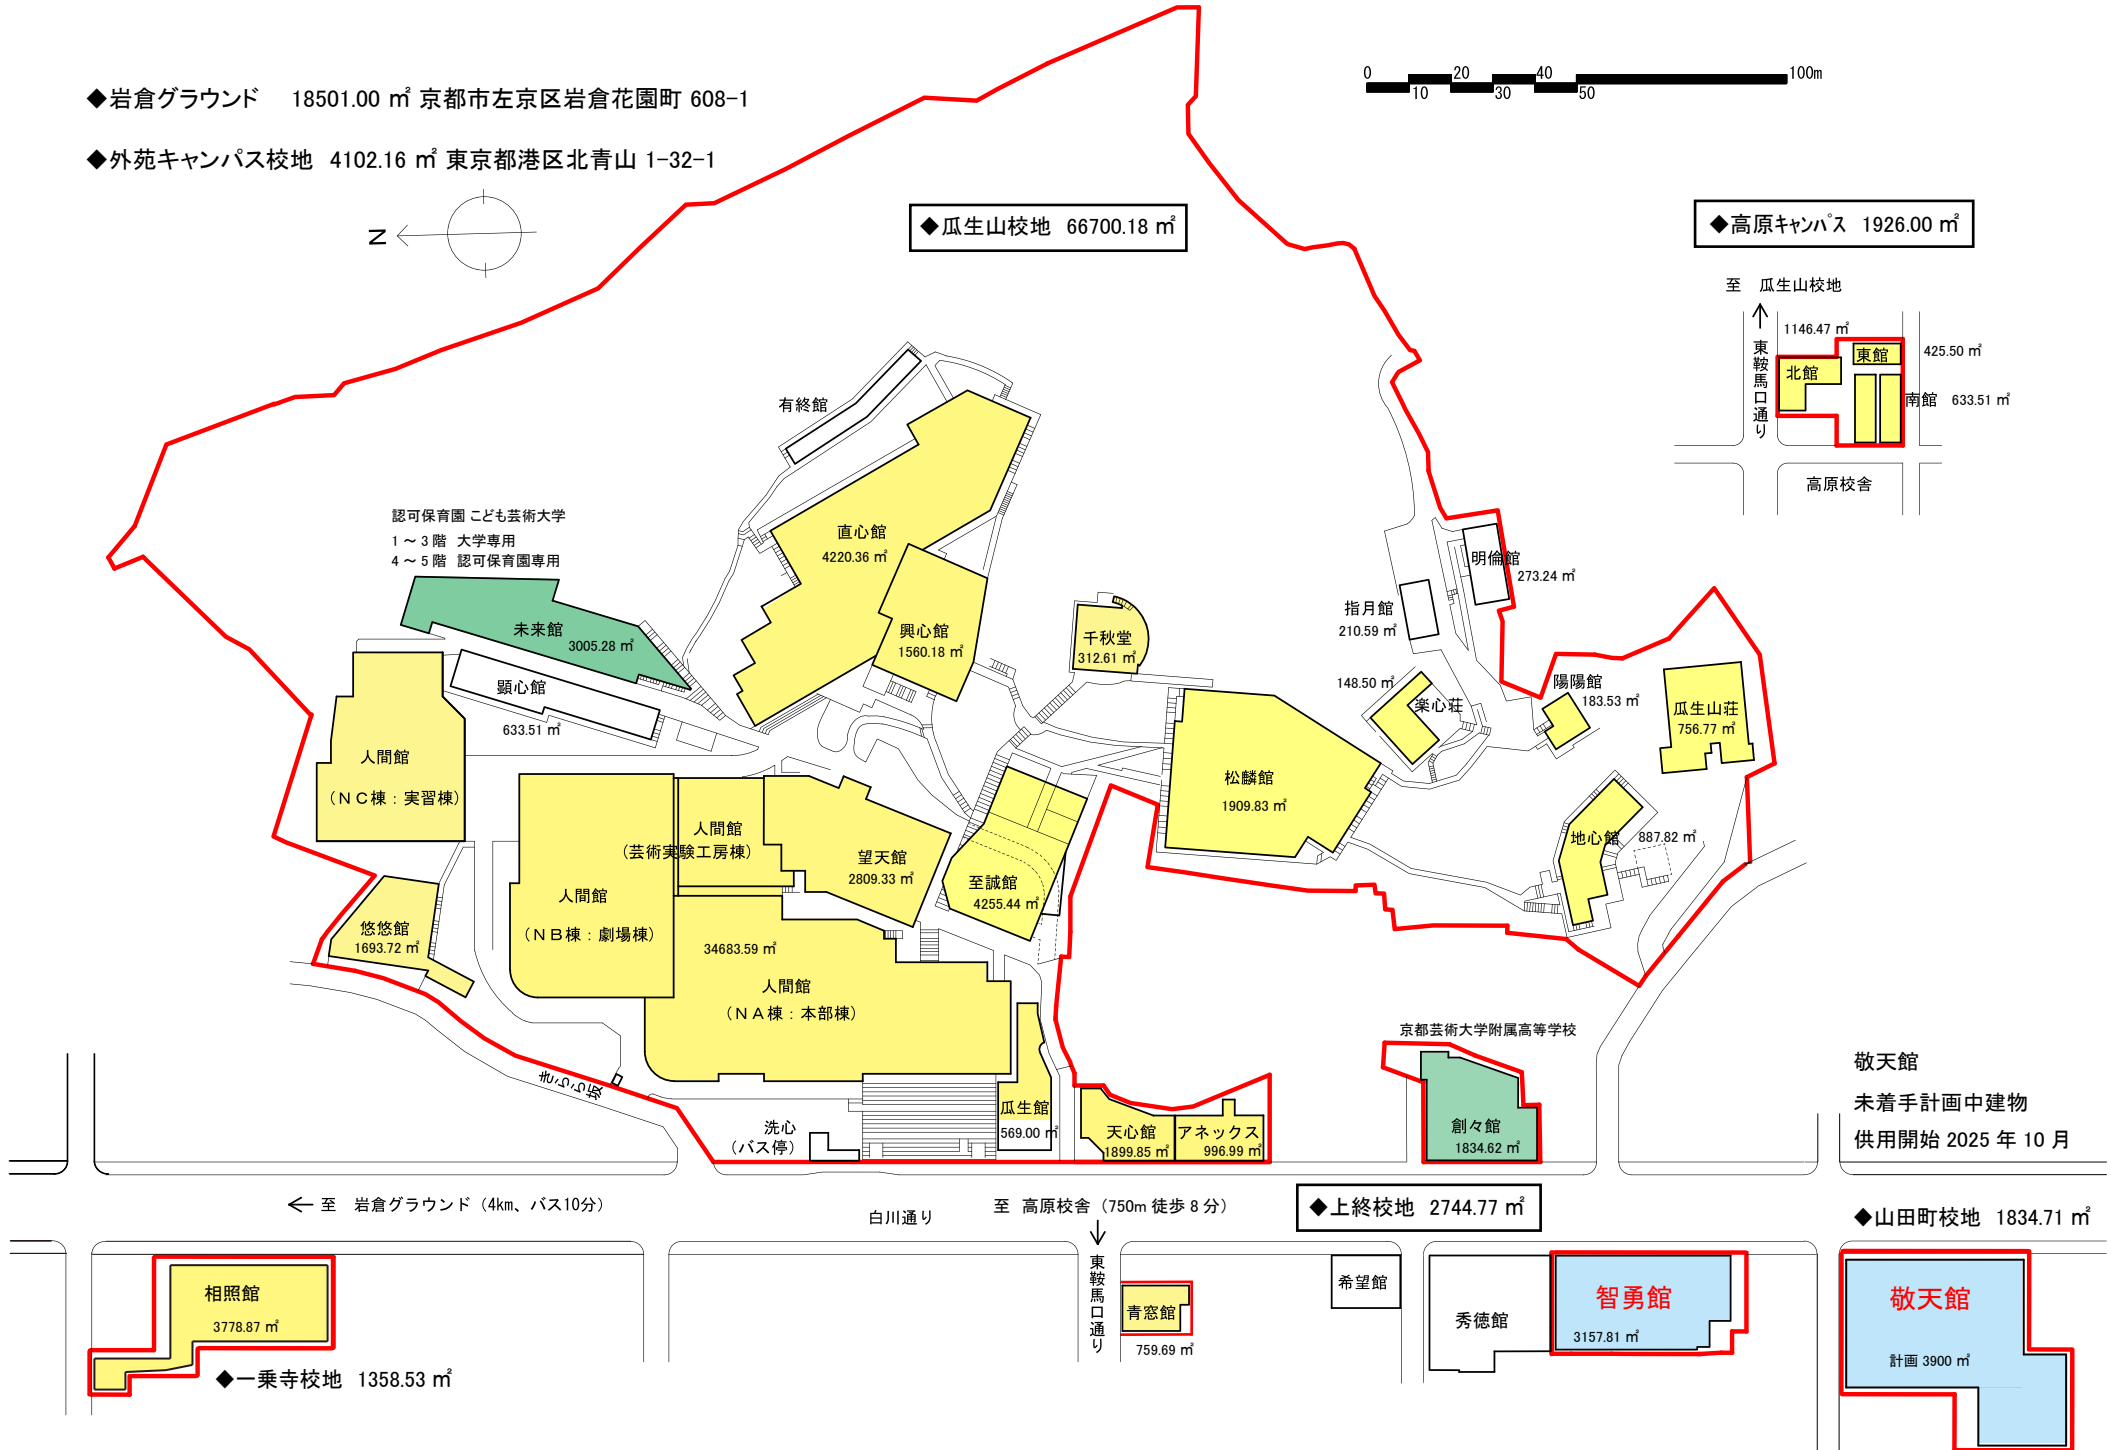 ◆岩倉グラウンド 18501.00 ㎡ 京都市左京区岩倉花園町 608-1
◆外苑キャンパス校地 4102.16 ㎡ 東京都港区北青山 1-32-1
N
0 20 40 100m
10 30 50
◆瓜生山校地 66700.18 ㎡
◆高原キャンパス 1926.00 ㎡
至 瓜生山校地
東鞍馬口通り
1146.47 ㎡
北館
東館
425.50 ㎡
南館 633.51 ㎡
高原校舎
有終館
認可保育園 こども芸術大学
1～3階 大学専用
4～5階 認可保育園専用
未来館
3005.28 ㎡
顕心館
633.51 ㎡
直心館
4220.36 ㎡
興心館
1560.18 ㎡
千秋堂
312.61 ㎡
明倫館
273.24 ㎡
指月館
210.59 ㎡
148.50 ㎡
楽心荘
陽陽館
183.53 ㎡
瓜生山荘
756.77 ㎡
人間館
（NC棟：実習棟）
松麟館
1909.83 ㎡
地心館
887.82 ㎡
人間館
（芸術実験工房棟）
望天館
2809.33 ㎡
至誠館
4255.44 ㎡
人間館
（NB棟：劇場棟）
悠悠館
1693.72 ㎡
34683.59 ㎡
人間館
（NA棟：本部棟）
きらら坂
洗心
（バス停）
瓜生館
569.00 ㎡
天心館
1899.85 ㎡
アネックス
996.99 ㎡
京都芸術大学附属高等学校
創々館
1834.62 ㎡
敬天館
未着手計画中建物
供用開始 2025 年 10 月
← 至 岩倉グラウンド（4km、バス10分）
白川通り
至 高原校舎（750m 徒歩 8 分）
東鞍馬口通り
◆上終校地 2744.77 ㎡
◆山田町校地 1834.71 ㎡
相照館
3778.87 ㎡
◆一乗寺校地 1358.53 ㎡
青窓館
759.69 ㎡
希望館
秀徳館
智勇館
3157.81 ㎡
敬天館
計画 3900 ㎡